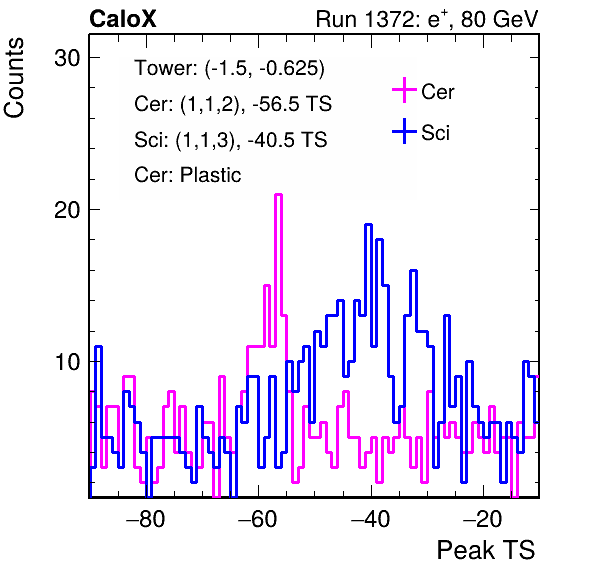 CaloX Run 1372: e⁺, 80 GeV
Counts
30
20
10
Tower: (-1.5, -0.625)
Cer: (1,1,2), -56.5 TS
Sci: (1,1,3), -40.5 TS
Cer: Plastic
Cer
Sci
−80 −60 −40 −20
Peak TS